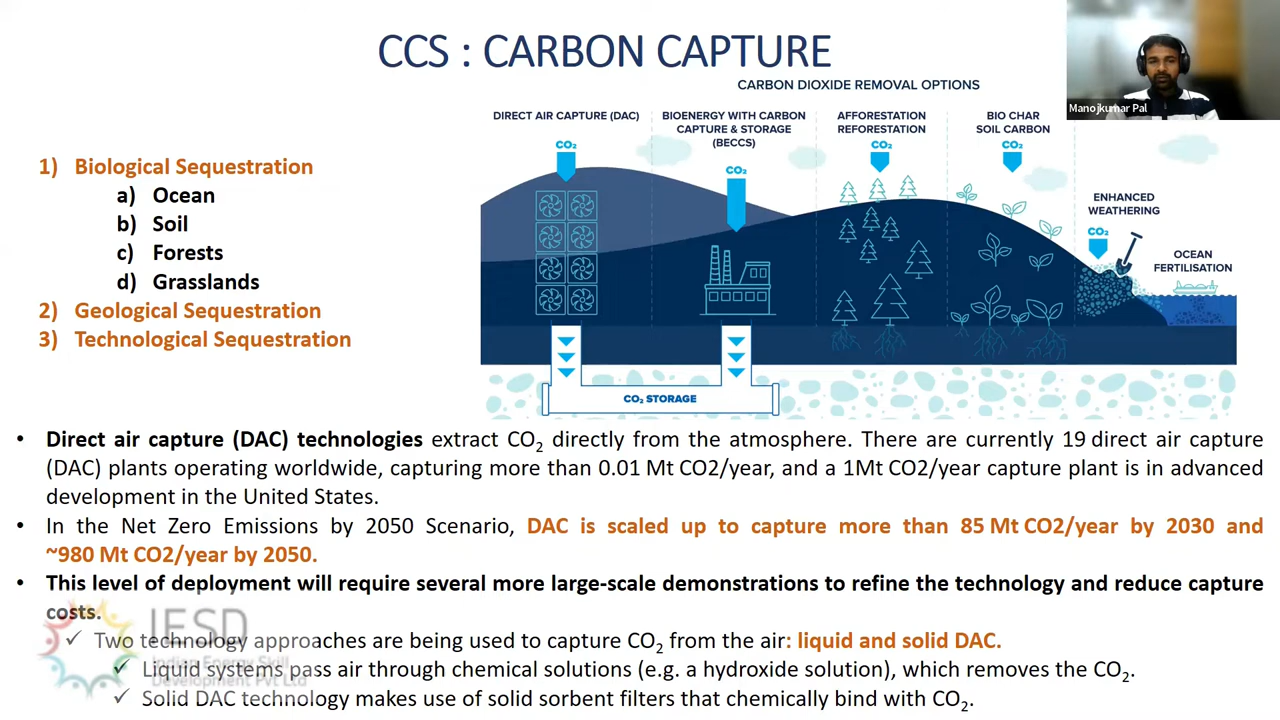 CCS : CARBON CAPTURE
Manojkumar Pal
CARBON DIOXIDE REMOVAL OPTIONS
DIRECT AIR CAPTURE (DAC)
CO₂
BIOENERGY WITH CARBON
CAPTURE & STORAGE
(BECCS)
CO₂
AFFORESTATION
REFORESTATION
CO₂
BIO CHAR
SOIL CARBON
CO₂
ENHANCED
WEATHERING
CO₂
OCEAN
FERTILISATION
CO₂ STORAGE
1) Biological Sequestration
a) Ocean
b) Soil
c) Forests
d) Grasslands
2) Geological Sequestration
3) Technological Sequestration
• Direct air capture (DAC) technologies extract CO₂ directly from the atmosphere. There are currently 19 direct air capture
(DAC) plants operating worldwide, capturing more than 0.01 Mt CO2/year, and a 1Mt CO2/year capture plant is in advanced
development in the United States.
• In the Net Zero Emissions by 2050 Scenario, DAC is scaled up to capture more than 85 Mt CO2/year by 2030 and
~980 Mt CO2/year by 2050.
• This level of deployment will require several more large-scale demonstrations to refine the technology and reduce capture
costs.
✓ Two technology approaches are being used to capture CO₂ from the air: liquid and solid DAC.
✓ Liquid systems pass air through chemical solutions (e.g. a hydroxide solution), which removes the CO₂.
✓ Solid DAC technology makes use of solid sorbent filters that chemically bind with CO₂.
IESD
Indian Energy Skill
Development Pvt Ltd